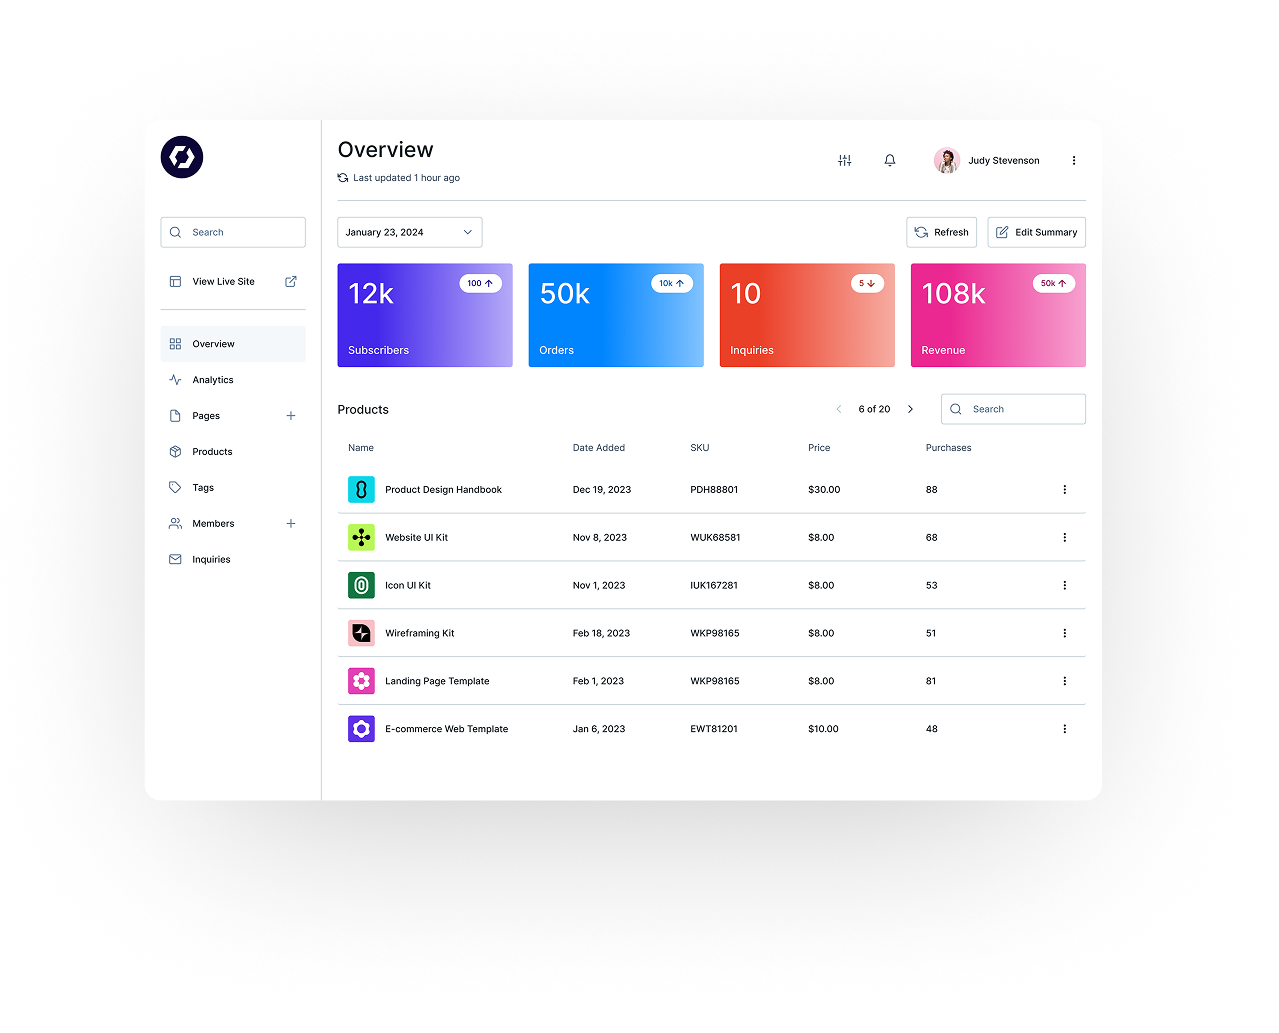 Overview
Last updated 1 hour ago
Judy Stevenson
Search
View Live Site
Overview
Analytics
Pages
Products
Tags
Members
Inquiries
January 23, 2024
Refresh
Edit Summary
12k
100
Subscribers
50k
10k
Orders
10
5
Inquiries
108k
50k
Revenue
Products
6 of 20
Search
Name Date Added SKU Price Purchases
Product Design Handbook Dec 19, 2023 PDH88801 $30.00 88
Website UI Kit Nov 8, 2023 WUK68581 $8.00 68
Icon UI Kit Nov 1, 2023 IUK167281 $8.00 53
Wireframing Kit Feb 18, 2023 WKP98165 $8.00 51
Landing Page Template Feb 1, 2023 WKP98165 $8.00 81
E-commerce Web Template Jan 6, 2023 EWT81201 $10.00 48